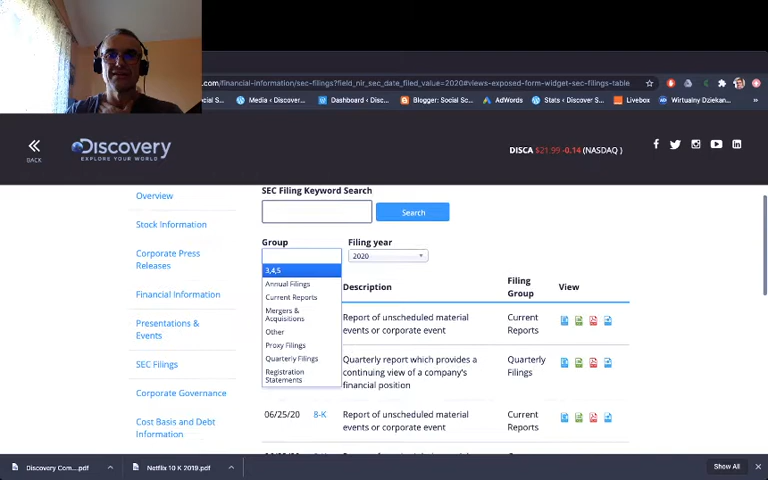 .com/financial-information/sec-filings?field_nir_sec_date_filed_value=2020#views-exposed-form-widget-sec-filings-table
cial S...
Media ‹ Discover...
Dashboard ‹ Disc...
Blogger: Social Sc...
AdWords
Stats ‹ Discover S...
Livebox
Wirtualny Dziekan...
»
BACK
Discovery
EXPLORE YOUR WORLD
DISCA $21.99 -0.14 (NASDAQ )
Overview
Stock Information
Corporate Press
Releases
Financial Information
Presentations &
Events
SEC Filings
Corporate Governance
Cost Basis and Debt
Information
SEC Filing Keyword Search
Search
Group
Filing year
2020
3,4,5
Annual Filings
Current Reports
Mergers &
Acquisitions
Other
Proxy Filings
Quarterly Filings
Registration
Statements
Description
Filing
Group
View
Report of unscheduled material
events or corporate event
Current
Reports
Quarterly report which provides a
continuing view of a company's
financial position
Quarterly
Filings
06/25/20
8-K
Report of unscheduled material
events or corporate event
Current
Reports
Discovery Com....pdf
Netflix 10 K 2019.pdf
Show All